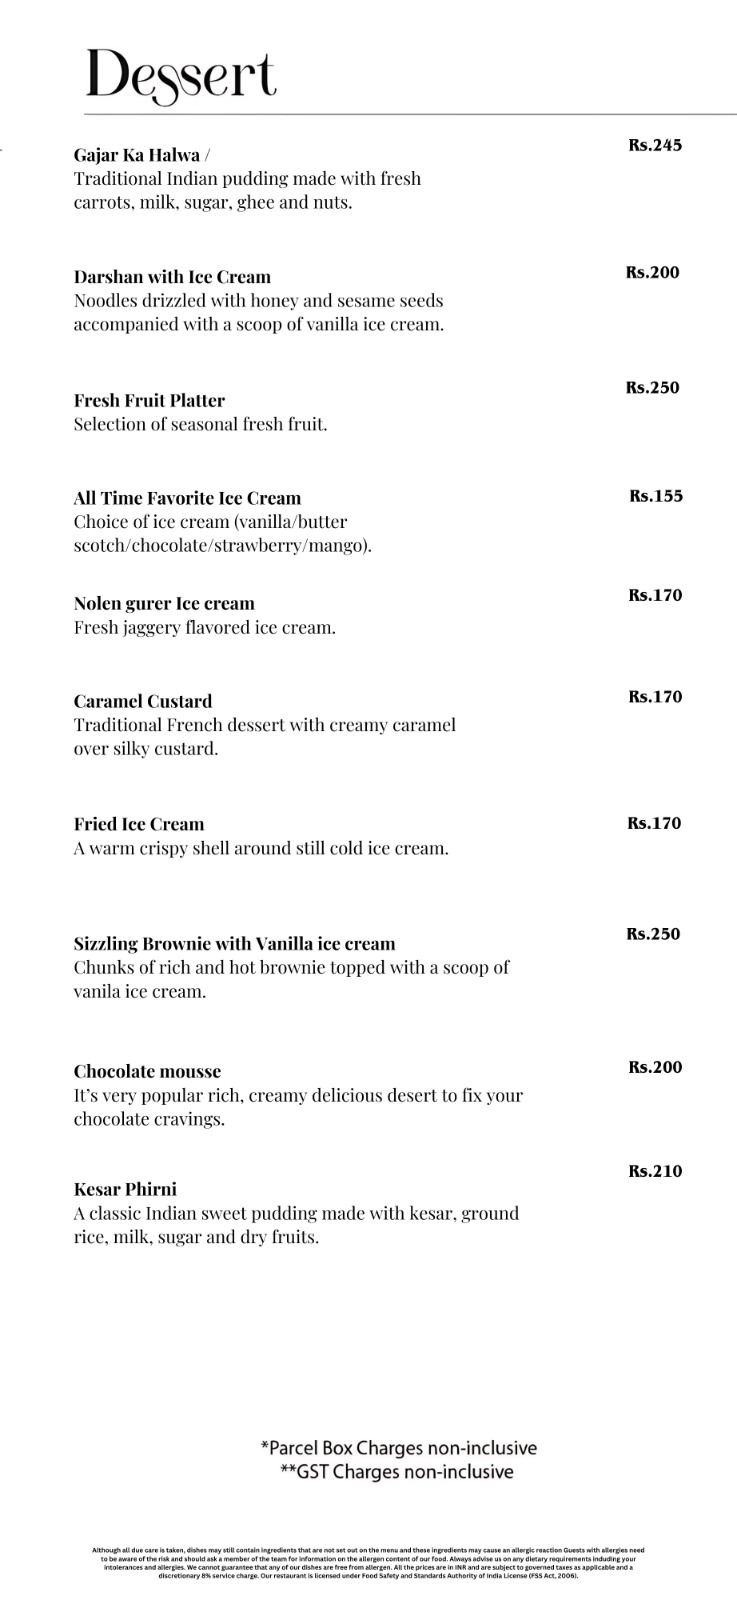 Dessert
Gajar Ka Halwa /
Rs.245
Traditional Indian pudding made with fresh
carrots, milk, sugar, ghee and nuts.
Darshan with Ice Cream
Rs.200
Noodles drizzled with honey and sesame seeds
accompanied with a scoop of vanilla ice cream.
Fresh Fruit Platter
Rs.250
Selection of seasonal fresh fruit.
All Time Favorite Ice Cream
Rs.155
Choice of ice cream (vanilla/butter
scotch/chocolate/strawberry/mango).
Nolen gurer Ice cream
Rs.170
Fresh jaggery flavored ice cream.
Caramel Custard
Rs.170
Traditional French dessert with creamy caramel
over silky custard.
Fried Ice Cream
Rs.170
A warm crispy shell around still cold ice cream.
Sizzling Brownie with Vanilla ice cream
Rs.250
Chunks of rich and hot brownie topped with a scoop of
vanila ice cream.
Chocolate mousse
Rs.200
It's very popular rich, creamy delicious desert to fix your
chocolate cravings.
Kesar Phirni
Rs.210
A classic Indian sweet pudding made with kesar, ground
rice, milk, sugar and dry fruits.
*Parcel Box Charges non-inclusive
**GST Charges non-inclusive
Although all due care is taken, dishes may still contain ingredients that are not set out on the menu and these ingredients may cause an allergic reaction Guests with allergies need
to be aware of the risk and should ask a member of the team for information on the allergen content of our food. Always advise us on any dietary requirements including your
intolerances and allergies. We cannot guarantee that any of our dishes are free from allergen. All the prices are in INR and are subject to governed taxes as applicable and a
discretionary 8% service charge. Our restaurant is licensed under Food Safety and Standards Authority of India License (FSS Act, 2006).